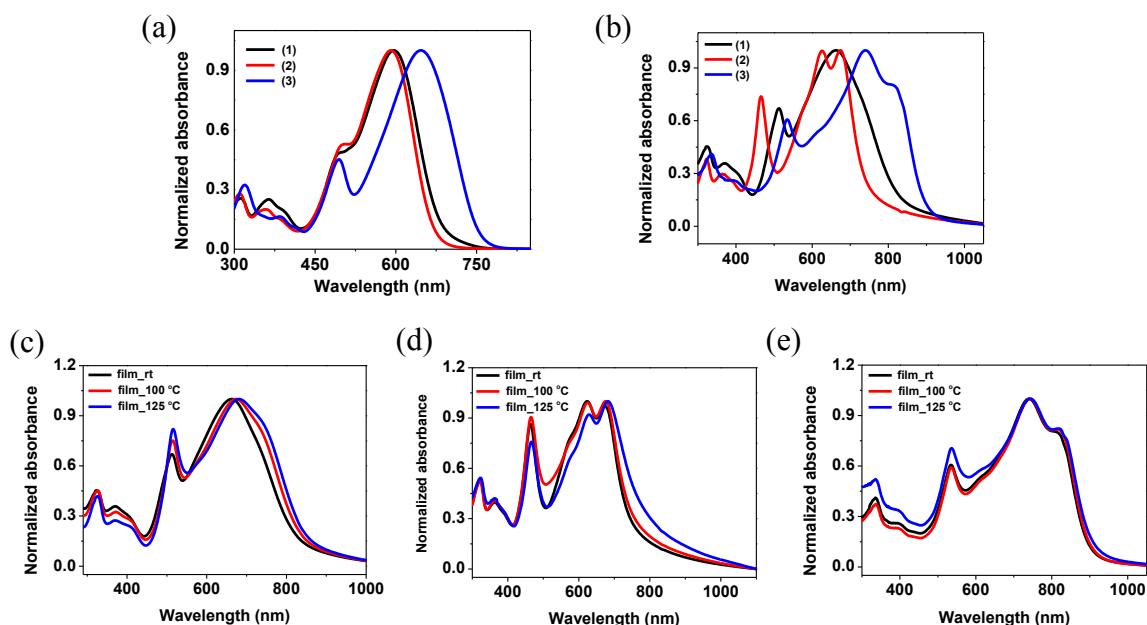 (a)
(1)
(2)
(3)
Normalized absorbance
0.9
0.6
0.3
0.0
300 450 600 750
Wavelength (nm)
(b)
(1)
(2)
(3)
Normalized absorbance
0.9
0.6
0.3
0.0
400 600 800 1000
Wavelength (nm)
(c)
film_rt
film_100 °C
film_125 °C
Normalized absorbance
1.2
0.9
0.6
0.3
0.0
400 600 800 1000
Wavelength (nm)
(d)
film_rt
film_100 °C
film_125 °C
Normalized absorbance
1.2
0.9
0.6
0.3
0.0
400 600 800 1000
Wavelength (nm)
(e)
film_rt
film_100 °C
film_125 °C
Normalized absorbance
1.2
0.9
0.6
0.3
0.0
400 600 800 1000
Wavelength (nm)